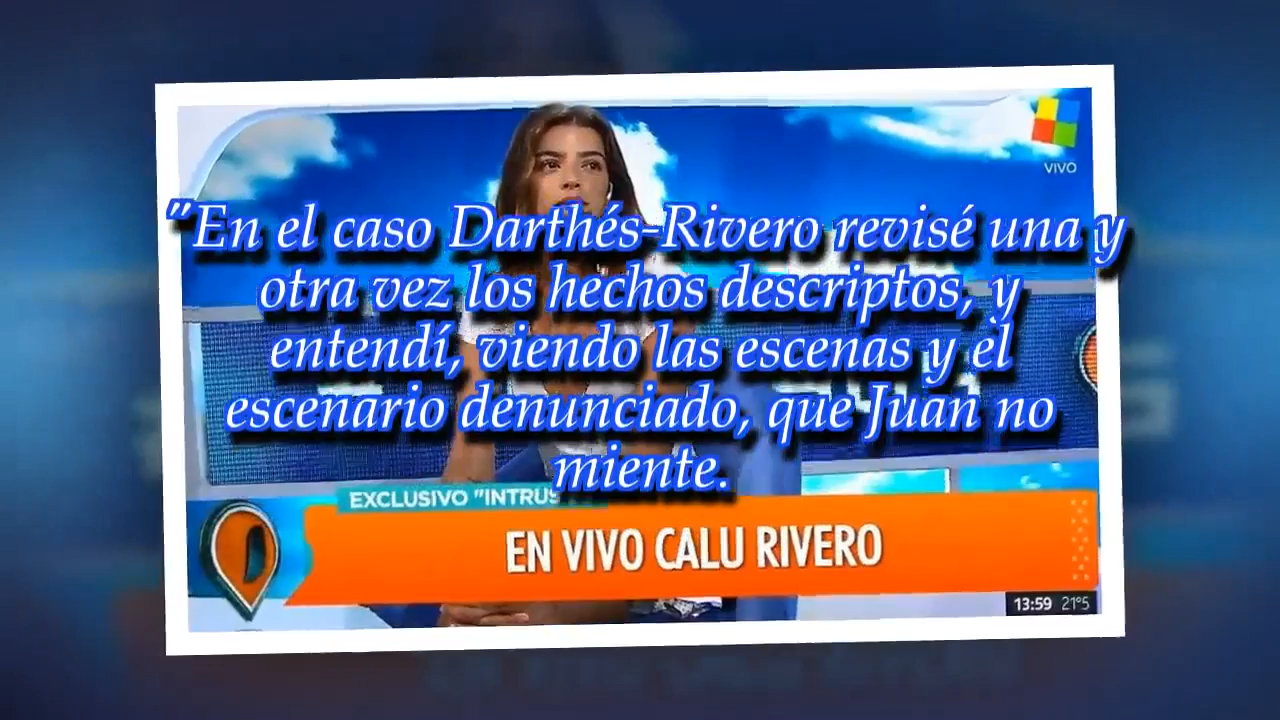 VIVO
"En el caso Darthés-Rivero revisé una y
otra vez los hechos descriptos, y
entendí, viendo las escenas y el
escenario denunciado, que Juan no
miente.
EXCLUSIVO "INTRUS
EN VIVO CALU RIVERO
13:59 21°5